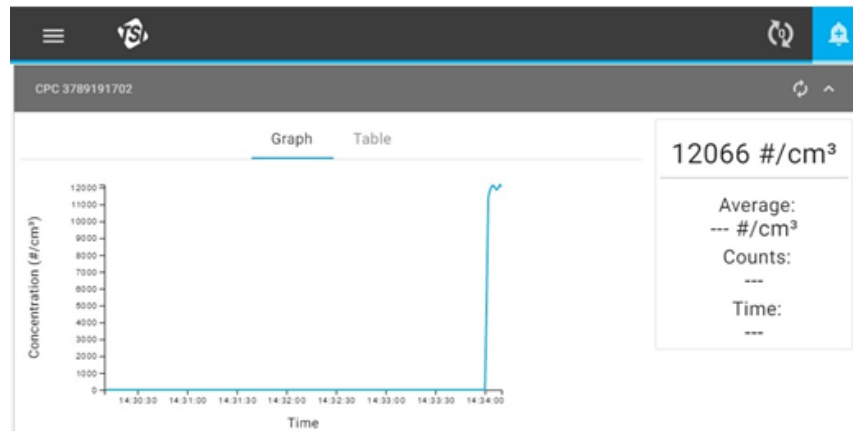 TSI
CPC 3789191702
Graph Table
12066 #/cm³
Average:
--- #/cm³
Counts:
---
Time:
---
Concentration (#/cm³)
12000
11000
10000
9000
8000
7000
6000
5000
4000
3000
2000
1000
0
14:30:30 14:31:00 14:31:30 14:32:00 14:32:30 14:33:00 14:33:30 14:34:00
Time